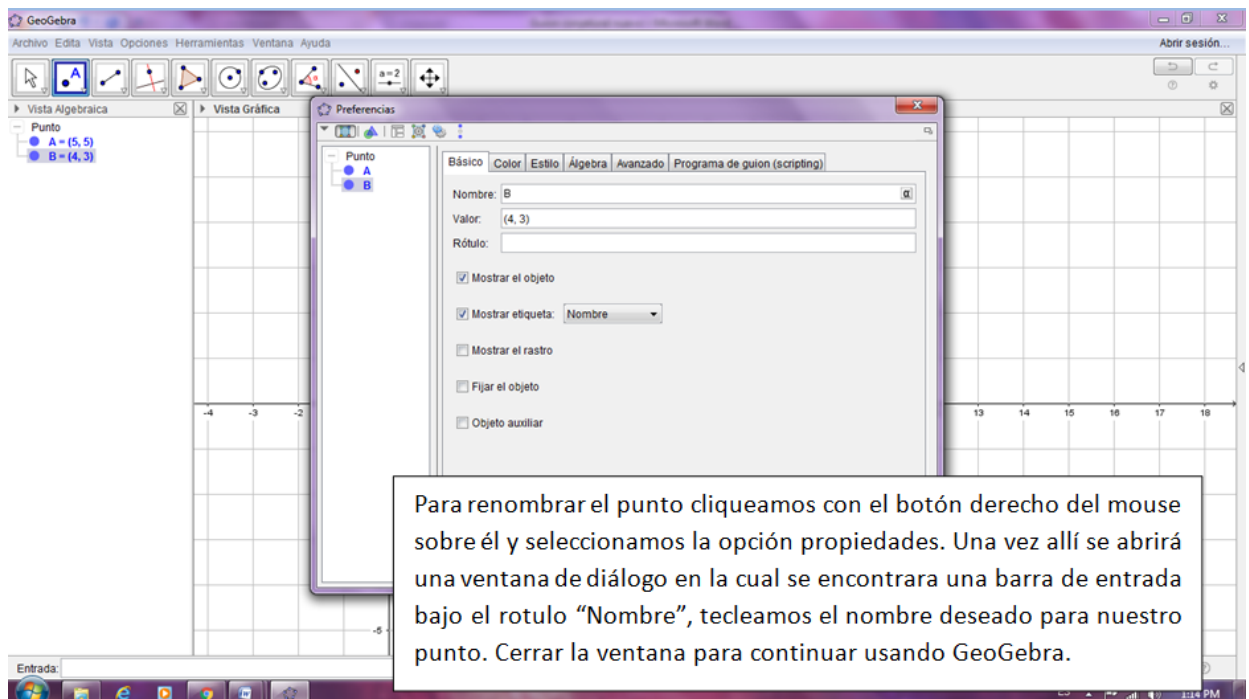 GeoGebra
Archivo Edita Vista Opciones Herramientas Ventana Ayuda
Abrir sesión...
A
a=2
Vista Algebraica
Vista Gráfica
Punto
A = (5, 5)
B = (4, 3)
Preferencias
Punto
A
B
Básico Color Estilo Álgebra Avanzado Programa de guion (scripting)
Nombre: B
α
Valor: (4, 3)
Rótulo:
Mostrar el objeto
Mostrar etiqueta: Nombre
Mostrar el rastro
Fijar el objeto
Objeto auxiliar
-4 -3 -2 13 14 15 16 17 18
-5
Para renombrar el punto cliqueamos con el botón derecho del mouse
sobre él y seleccionamos la opción propiedades. Una vez allí se abrirá
una ventana de diálogo en la cual se encontrara una barra de entrada
bajo el rotulo “Nombre”, tecleamos el nombre deseado para nuestro
punto. Cerrar la ventana para continuar usando GeoGebra.
Entrada:
ES
1:14 PM